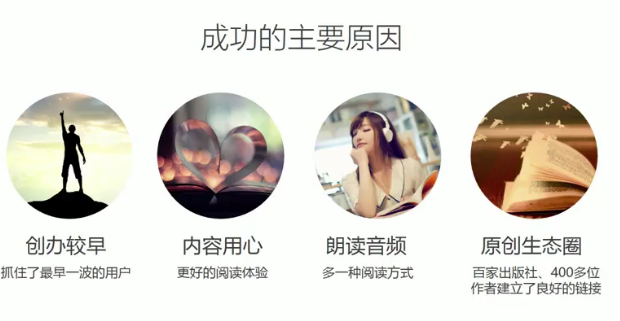 成功的主要原因
创办较早
抓住了最早一波的用户
内容用心
更好的阅读体验
朗读音频
多一种阅读方式
原创生态圈
百家出版社、400多位
作者建立了良好的链接